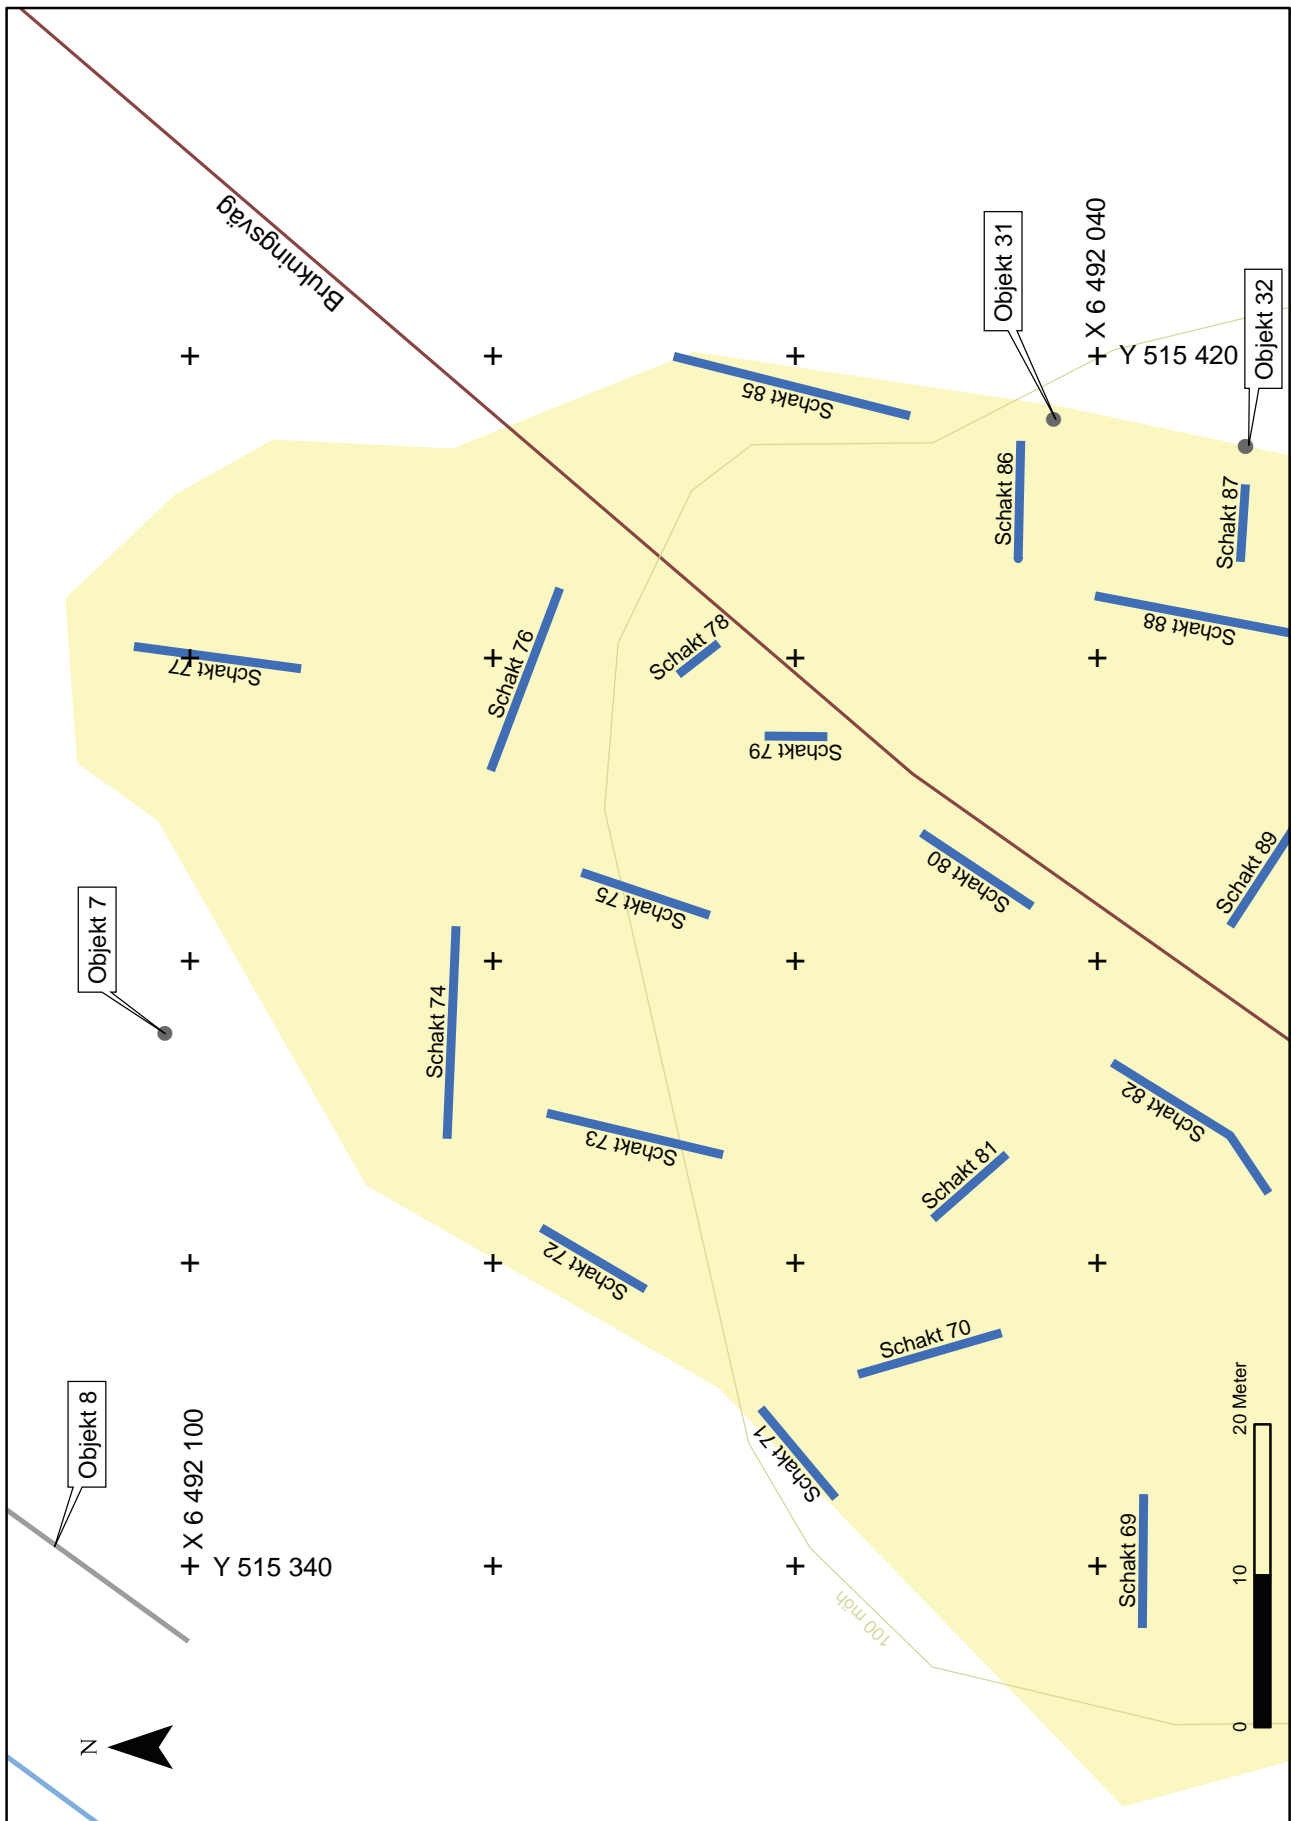 Objekt 8
X 6 492 100
Y 515 340
N
Objekt 7
Brukningsväg
Schakt 77
Schakt 76
Schakt 74
Schakt 75
Schakt 73
Schakt 72
Schakt 78
Schakt 79
Schakt 85
Schakt 71
Schakt 70
100 möh
Schakt 80
Schakt 81
Objekt 31
Schakt 86
X 6 492 040
Y 515 420
Objekt 32
Schakt 87
Schakt 88
Schakt 89
Schakt 82
Schakt 69
0
10
20 Meter